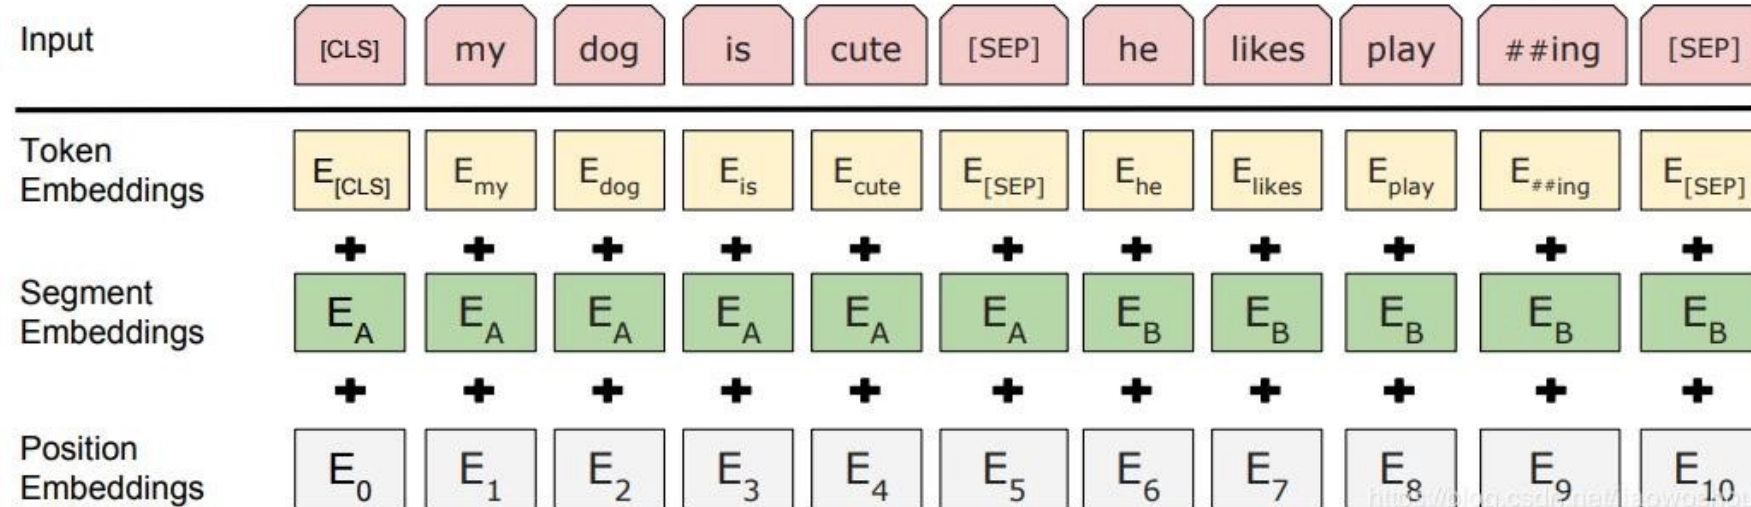 Input [CLS] my dog is cute [SEP] he likes play ##ing [SEP]
Token
Embeddings
E[CLS] Emy Edog Eis Ecute E[SEP] Ehe Elikes Eplay E##ing E[SEP]
+ + + + + + + + + + +
Segment
Embeddings
EA EA EA EA EA EA EB EB EB EB EB
+ + + + + + + + + + +
Position
Embeddings
E0 E1 E2 E3 E4 E5 E6 E7 E8 E9 E10